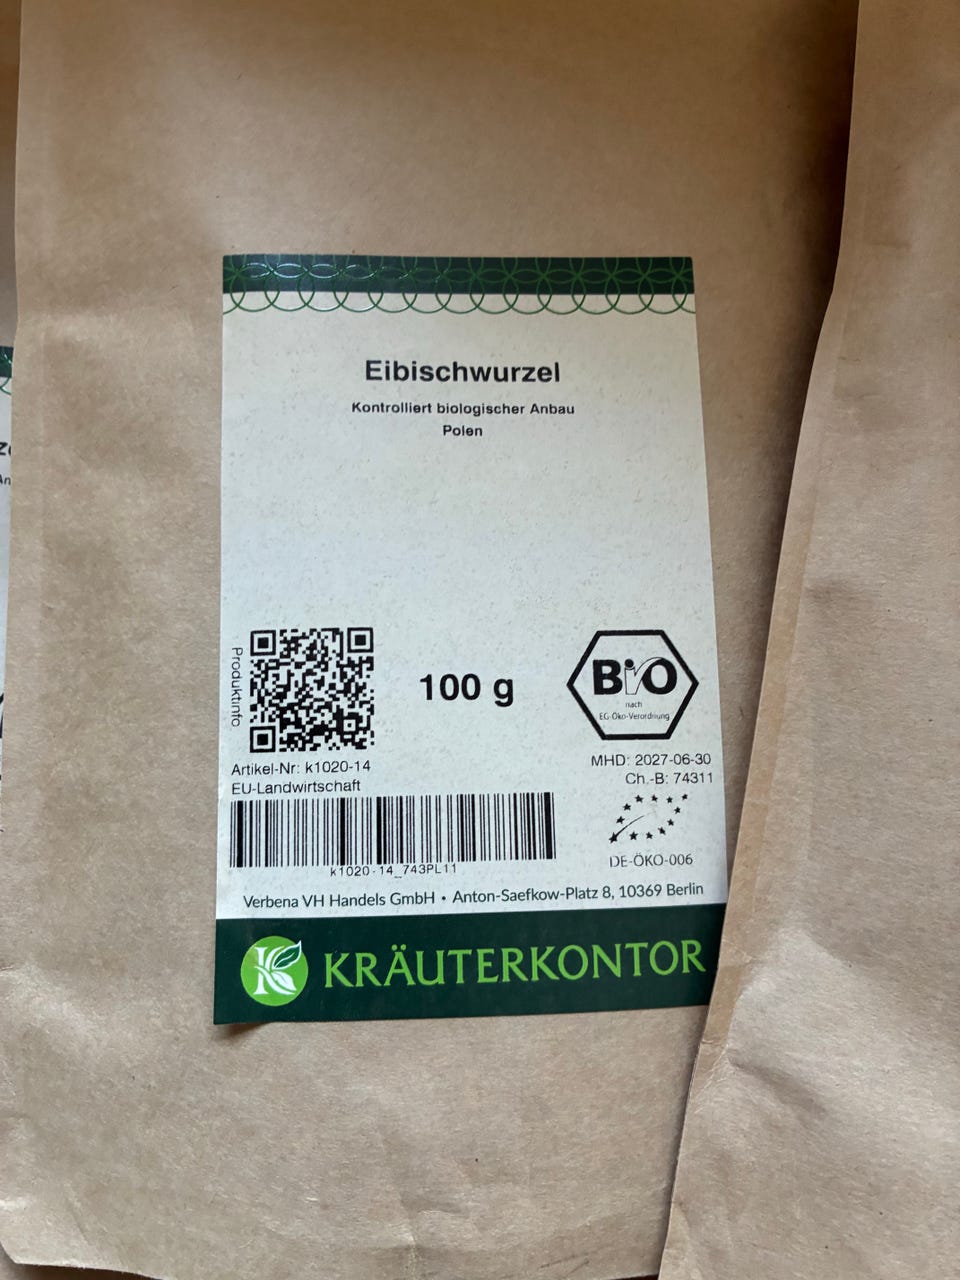 Eibischwurzel
Kontrolliert biologischer Anbau
Polen
Produktinfo
100 g
BIO
nach
EG-Öko-Verordnung
Artikel-Nr: k1020-14
EU-Landwirtschaft
MHD: 2027-06-30
Ch.-B: 74311
k1020-14_743PL11
DE-ÖKO-006
Verbena VH Handels GmbH • Anton-Saefkow-Platz 8, 10369 Berlin
K KRÄUTERKONTOR